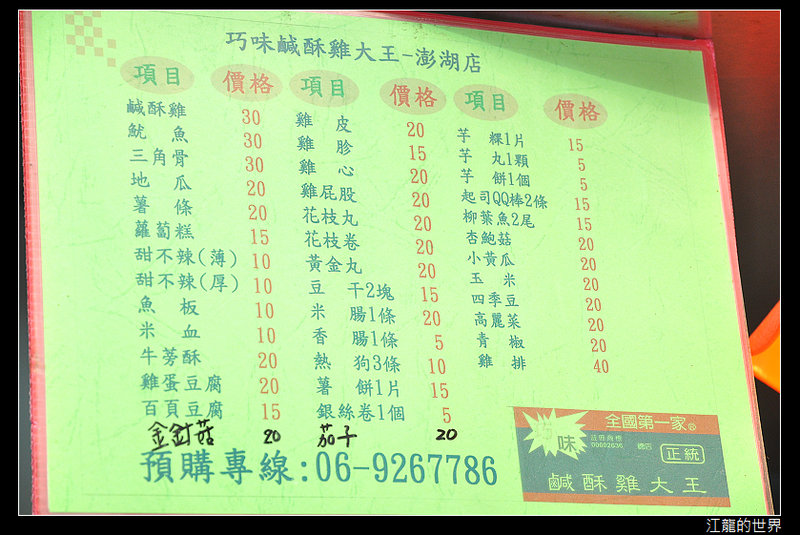 巧味鹹酥雞大王-澎湖店
項目 價格
鹹酥雞 30
魷魚 30
三角骨 30
地瓜 20
薯條 20
蘿蔔糕 15
甜不辣(薄) 10
甜不辣(厚) 10
魚板 10
米血 10
牛蒡酥 20
雞蛋豆腐 20
百頁豆腐 15
金針菇 20
項目 價格
雞皮 20
雞胗 15
雞心 20
雞屁股 20
花枝丸 20
花枝卷 20
黃金丸 20
豆干2塊 15
米腸1條 20
香腸1條 5
熱狗3條 10
薯餅1片 15
銀絲卷1個 5
茄子 20
項目 價格
芋粿1片 15
芋丸1顆 5
芋餅1個 5
起司QQ棒2條 15
柳葉魚2尾 15
杏鮑菇 20
小黃瓜 20
玉米 20
四季豆 20
高麗菜 20
青椒 20
雞排 40
預購專線:06-9267786
全國第一家
味
註冊商標
正統
鹹酥雞大王
江龍的世界